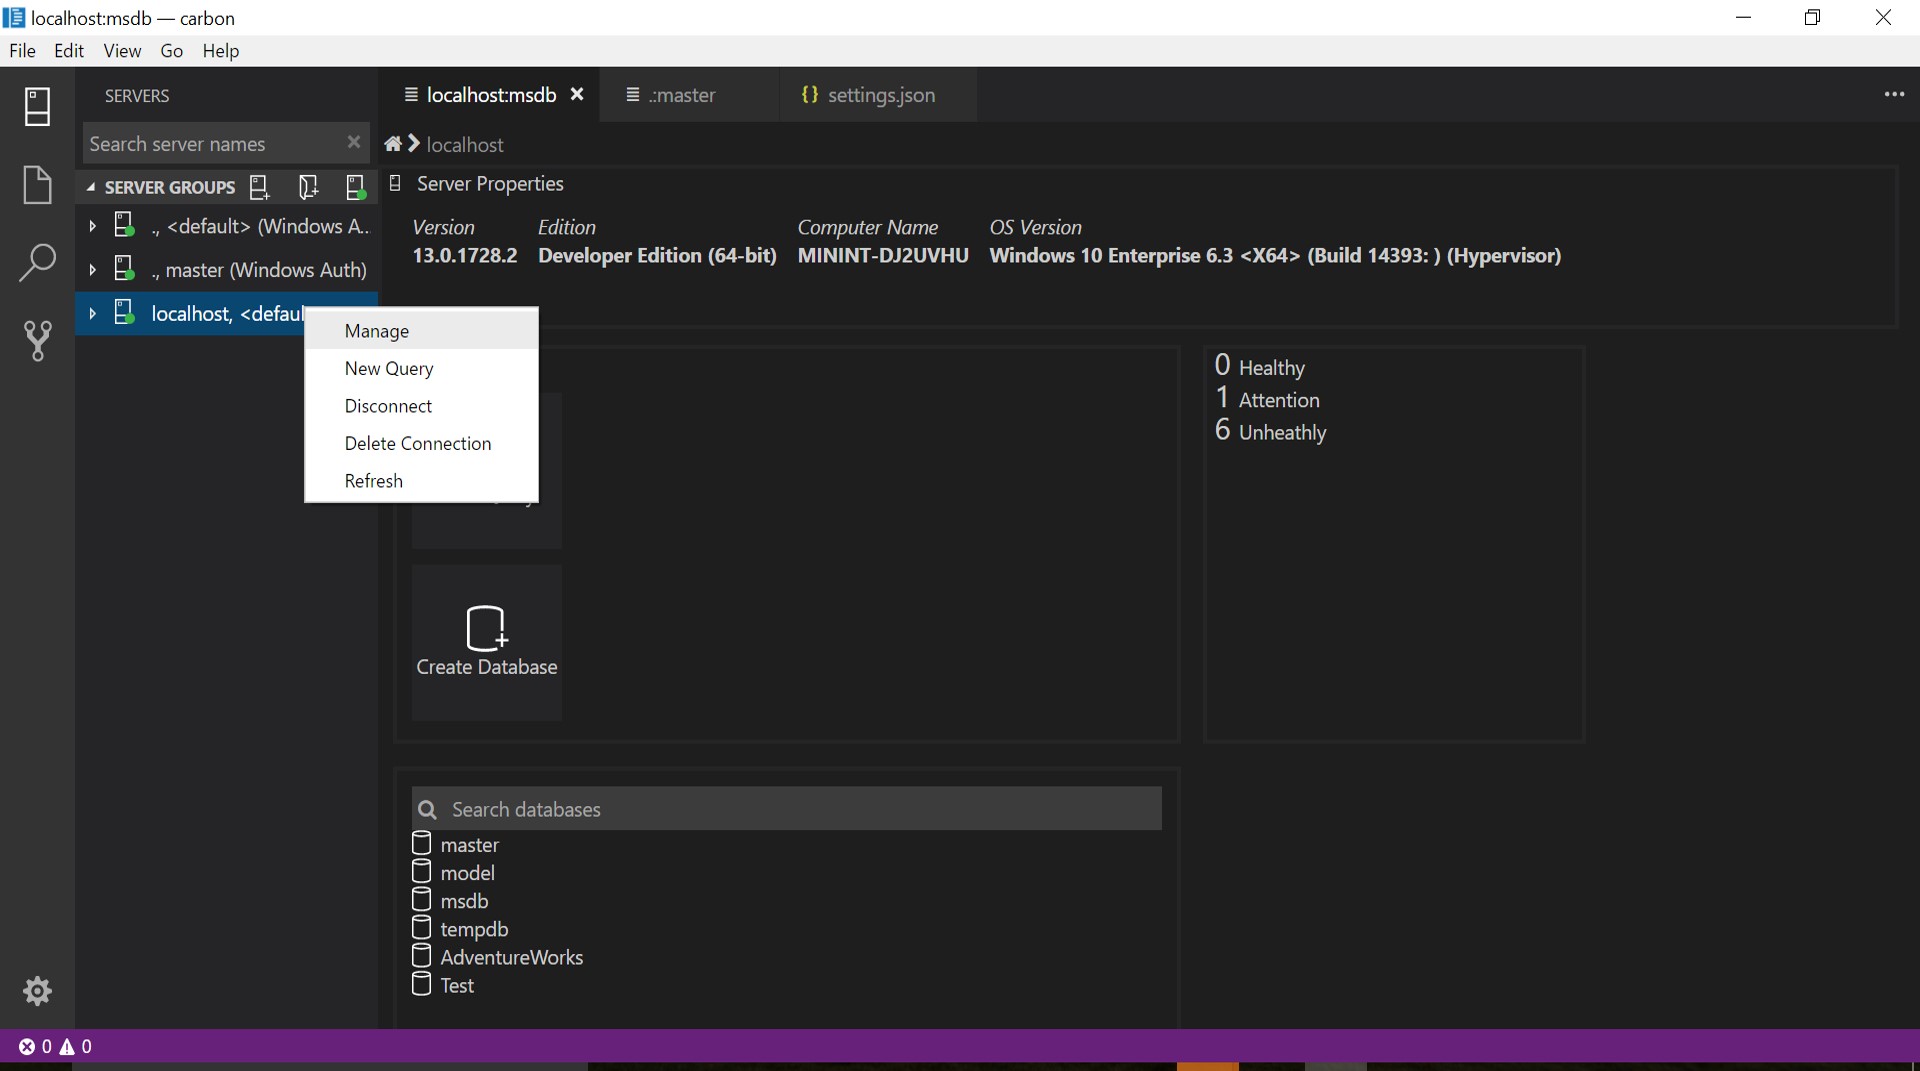 localhost:msdb — carbon
File Edit View Go Help
SERVERS
localhost:msdb
.:master
{} settings.json
Search server names
localhost
SERVER GROUPS
Server Properties
., <default> (Windows A...
., master (Windows Auth)
localhost, <defaul
Version Edition Computer Name OS Version
13.0.1728.2 Developer Edition (64-bit) MININT-DJ2UVHU Windows 10 Enterprise 6.3 <X64> (Build 14393: ) (Hypervisor)
Manage
New Query
Disconnect
Delete Connection
Refresh
0 Healthy
1 Attention
6 Unheathly
Create Database
Search databases
master
model
msdb
tempdb
AdventureWorks
Test
0 0